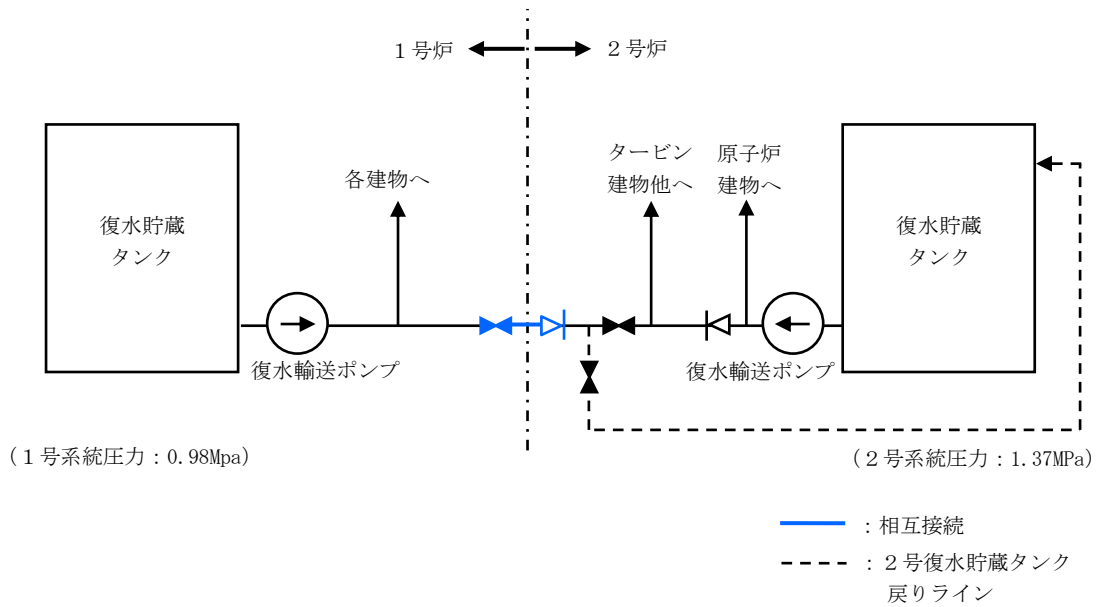 1号炉
2号炉
復水貯蔵
タンク
各建物へ
タービン
建物他へ
原子炉
建物へ
復水貯蔵
タンク
復水輸送ポンプ
復水輸送ポンプ
(1号系統圧力:0.98Mpa)
(2号系統圧力:1.37MPa)
:相互接続
:2号復水貯蔵タンク
戻りライン